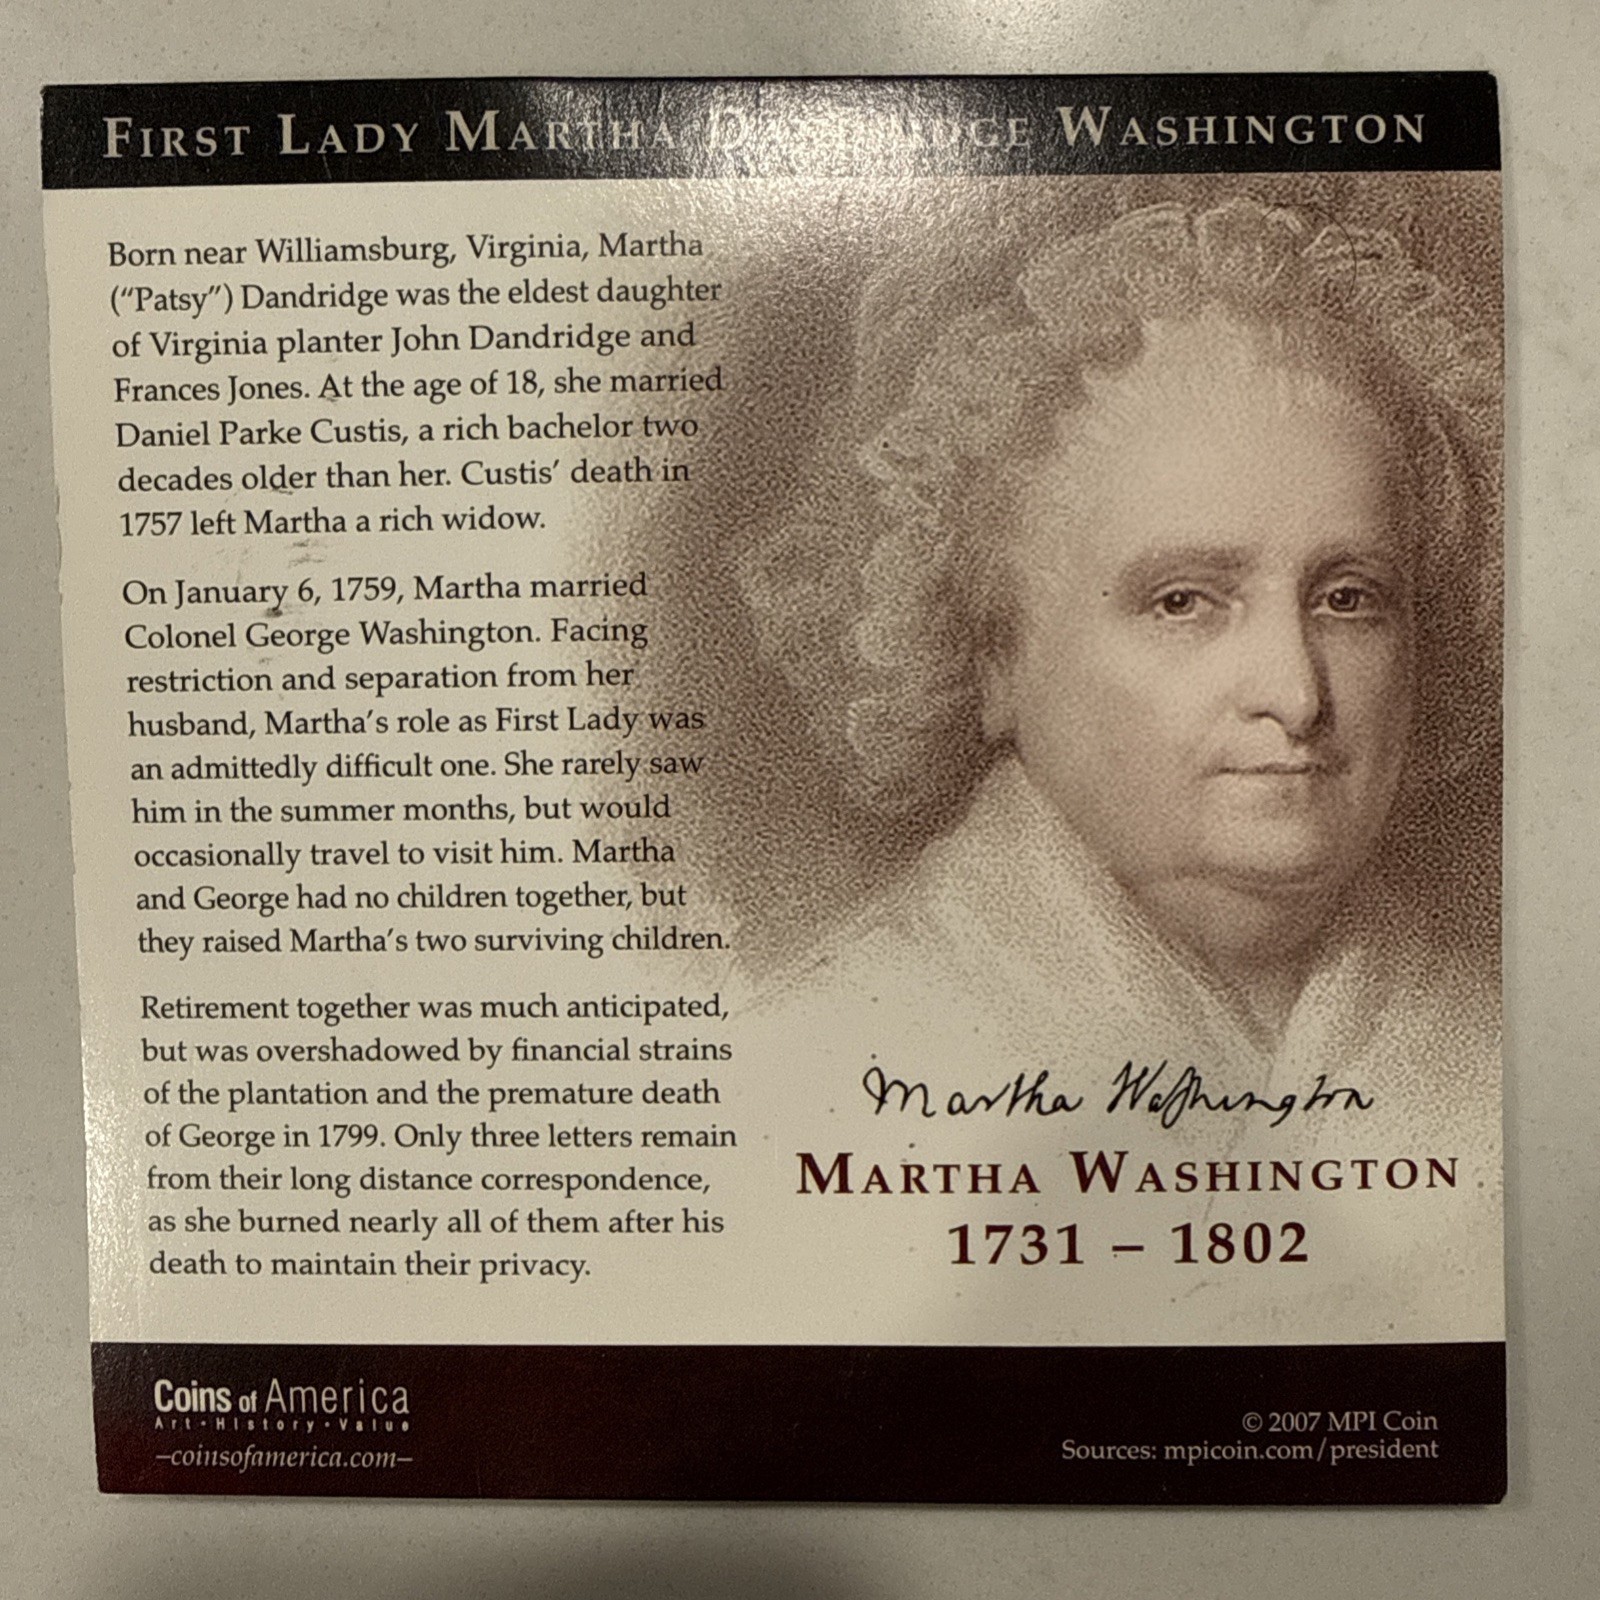 FIRST LADY MARTHA DANDRIDGE WASHINGTON
Born near Williamsburg, Virginia, Martha
("Patsy") Dandridge was the eldest daughter
of Virginia planter John Dandridge and
Frances Jones. At the age of 18, she married
Daniel Parke Custis, a rich bachelor two
decades older than her. Custis' death in
1757 left Martha a rich widow.
On January 6, 1759, Martha married
Colonel George Washington. Facing
restriction and separation from her
husband, Martha's role as First Lady was
an admittedly difficult one. She rarely saw
him in the summer months, but would
occasionally travel to visit him. Martha
and George had no children together, but
they raised Martha's two surviving children.
Retirement together was much anticipated,
but was overshadowed by financial strains
of the plantation and the premature death
of George in 1799. Only three letters remain
from their long distance correspondence,
as she burned nearly all of them after his
death to maintain their privacy.
Martha Washington
MARTHA WASHINGTON
1731 – 1802
Coins of America
Art · History · Value
–coinsofamerica.com–
© 2007 MPI Coin
Sources: mpicoin.com/president